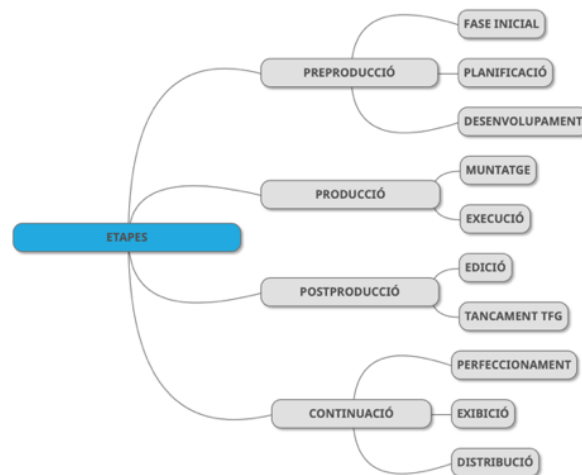 ETAPES
PREPRODUCCIÓ
FASE INICIAL
PLANIFICACIÓ
DESENVOLUPAMENT
PRODUCCIÓ
MUNTATGE
EXECUCIÓ
POSTPRODUCCIÓ
EDICIÓ
TANCAMENT TFG
CONTINUACIÓ
PERFECCIONAMENT
EXIBICIÓ
DISTRIBUCIÓ